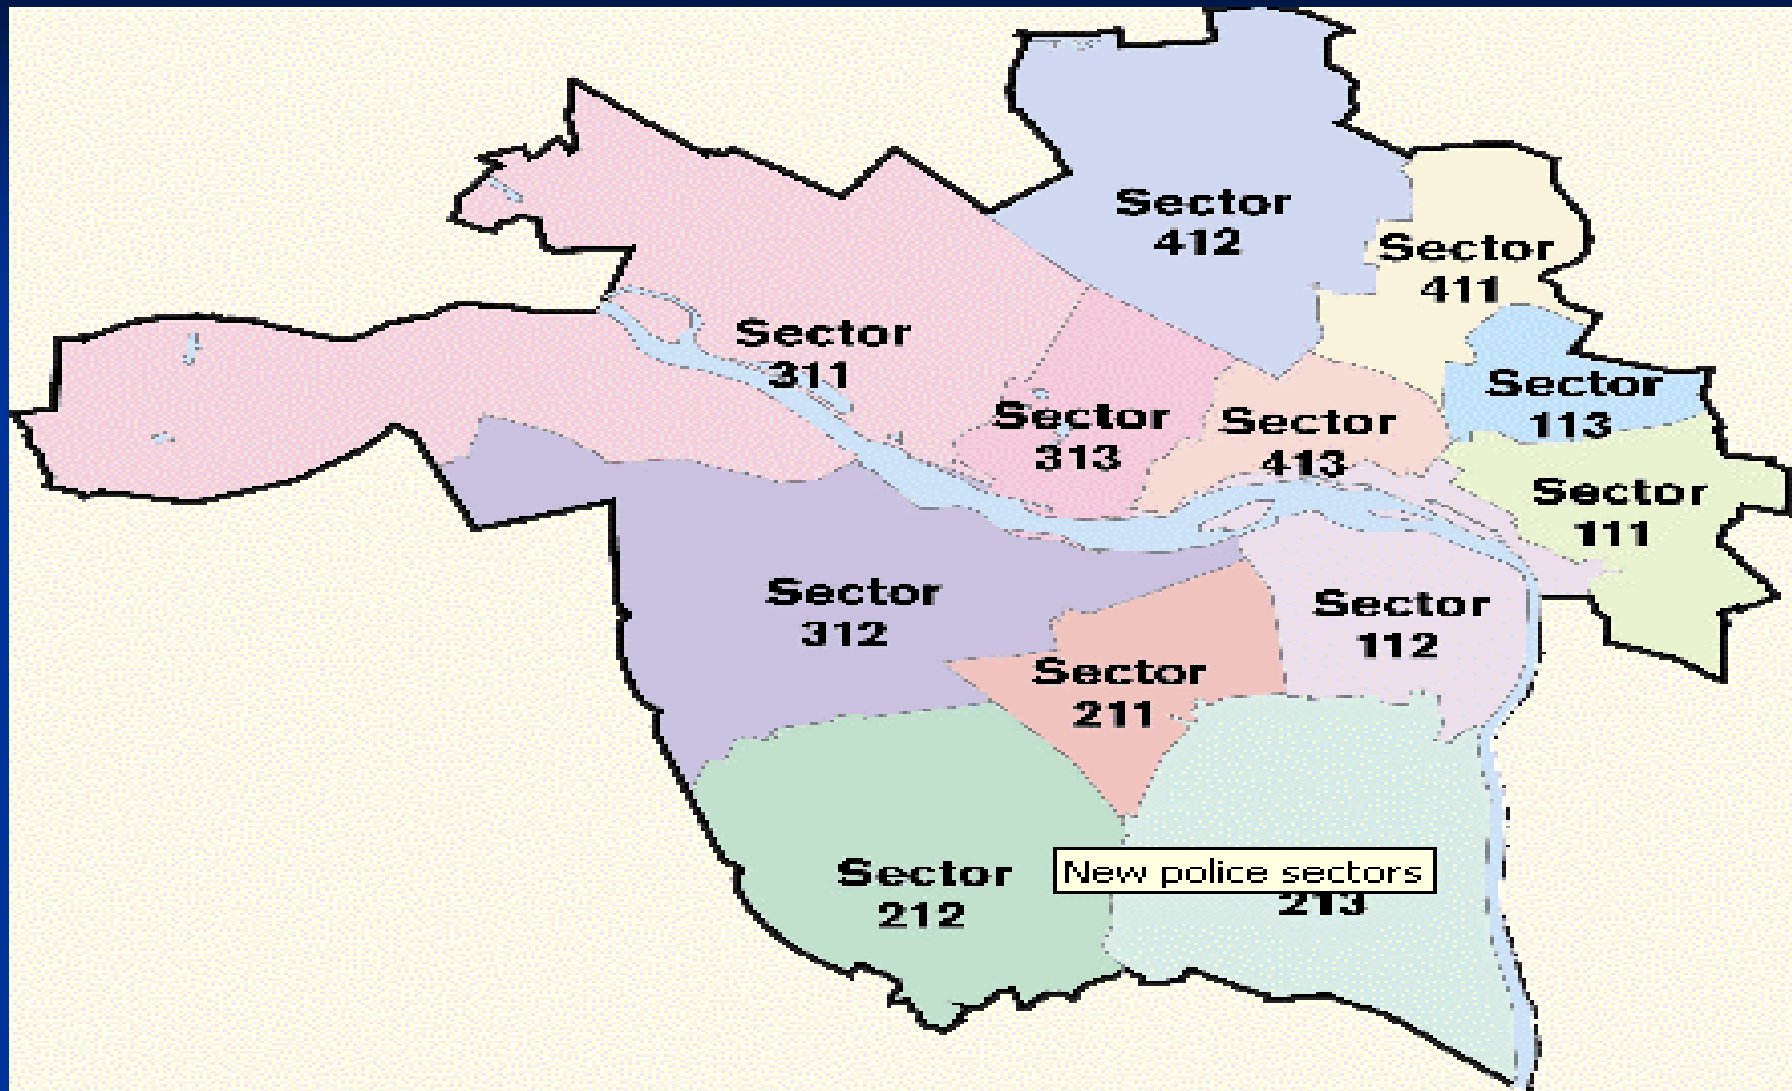 Sector
412
Sector
411
Sector
311
Sector
113
Sector
313
Sector
413
Sector
111
Sector
312
Sector
112
Sector
211
Sector
212
New police sectors
213